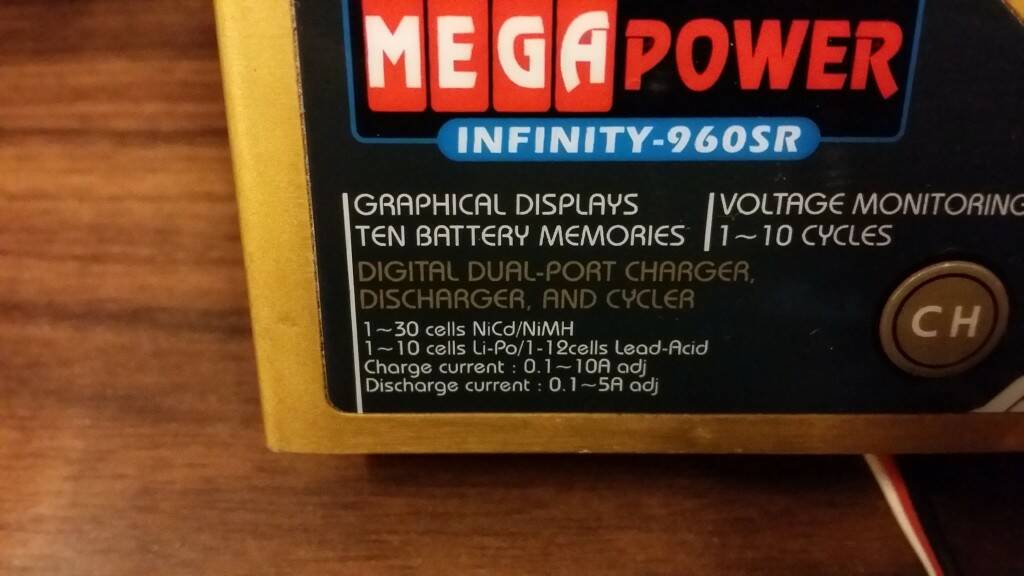 MEGA POWER
INFINITY-960SR
GRAPHICAL DISPLAYS
TEN BATTERY MEMORIES
VOLTAGE MONITORING
1~10 CYCLES
DIGITAL DUAL-PORT CHARGER,
DISCHARGER, AND CYCLER
1~30 cells NiCd/NiMH
1~10 cells Li-Po/1-12cells Lead-Acid
Charge current : 0.1~10A adj
Discharge current : 0.1~5A adj
CH